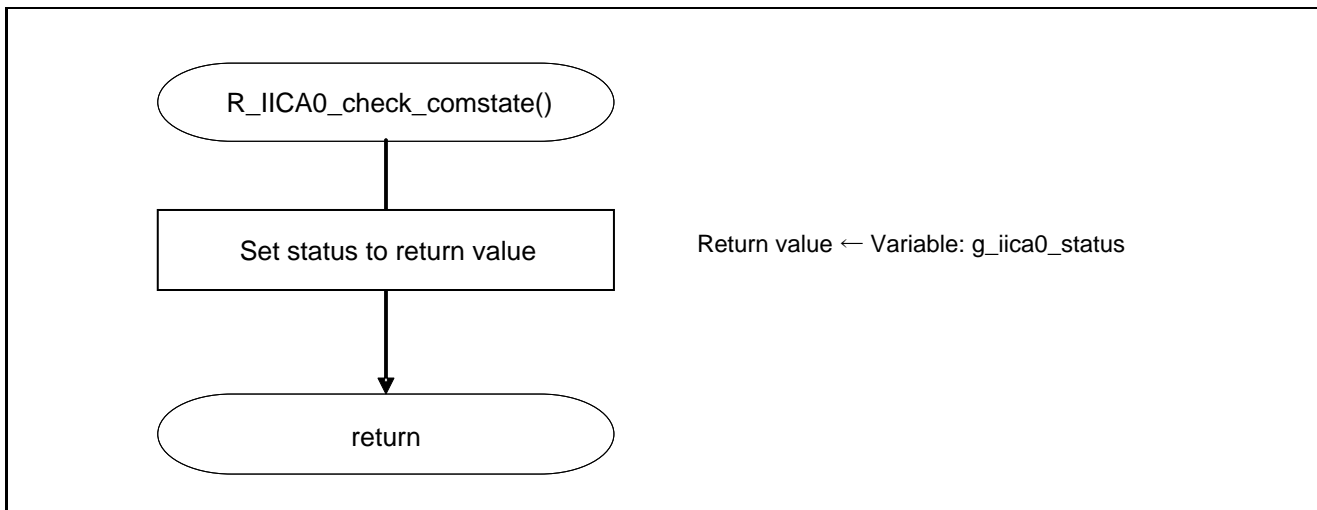 R_IICA0_check_comstate()
Set status to return value
Return value ← Variable: g_iica0_status
return